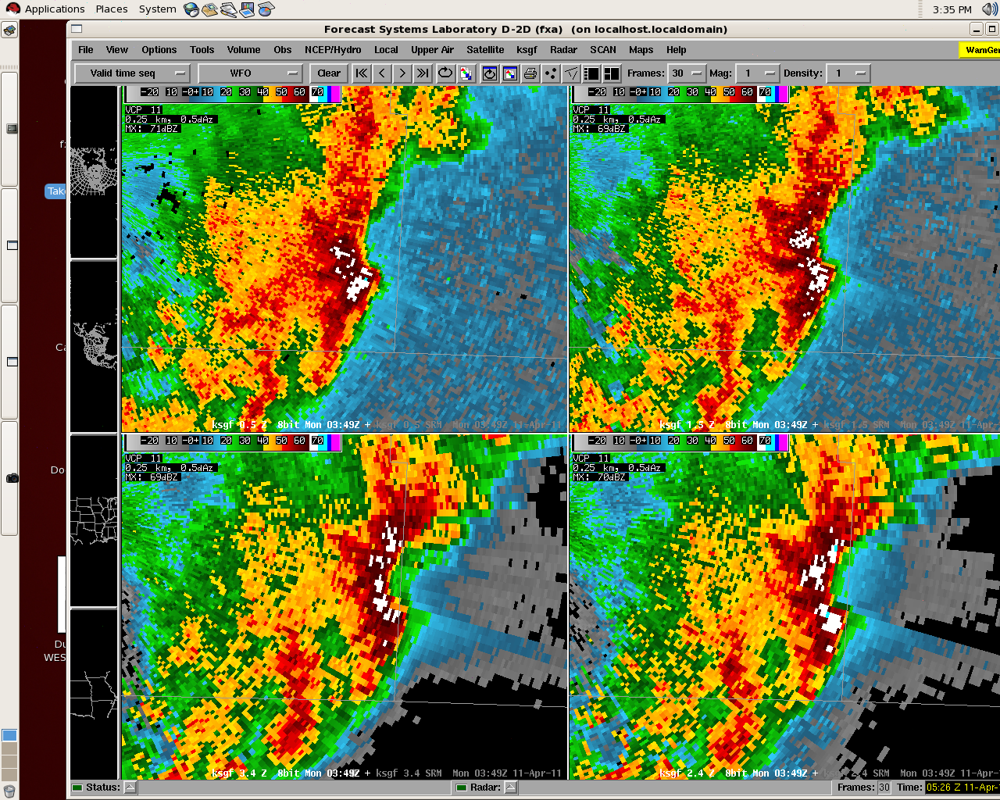 Applications Places System 3:35 PM
Forecast Systems Laboratory D-2D (fxa) (on localhost.localdomain)
File View Options Tools Volume Obs NCEP/Hydro Local Upper Air Satellite ksgf Radar SCAN Maps Help WamGer
Valid time seq WFO Clear Frames: 30 Mag: 1 Density: 1
-20 10 -0+ 10 20 30 40 50 60 70
VCP 11
0.25 km, 0.5dAz
MX: 71dBZ
ksgf 0.5 Z 8bit Mon 03:49Z + ksgf 0.5 SRM Mon 03:49Z 11-Apr-11
-20 10 -0+ 10 20 30 40 50 60 70
VCP 11
0.25 km, 0.5dAz
MX: 69dBZ
ksgf 1.5 Z 8bit Mon 03:49Z + ksgf 1.5 SRM Mon 03:49Z 11-Apr-
-20 10 -0+ 10 20 30 40 50 60 70
VCP 11
0.25 km, 0.5dAz
MX: 69dBZ
ksgf 3.4 Z 8bit Mon 03:49Z + ksgf 3.4 SRM Mon 03:49Z 11-Apr-11
-20 10 -0+ 10 20 30 40 50 60 70
VCP 11
0.25 km, 0.5dAz
MX: 70dBZ
ksgf 2.4 Z 8bit Mon 03:49Z + ksgf 2.4 SRM Mon 03:49Z 11-Apr-
f:
Take
Ca
Do
Du
WES
Status: Radar: Frames: 30 Time: 05:26 Z 11-Apr-